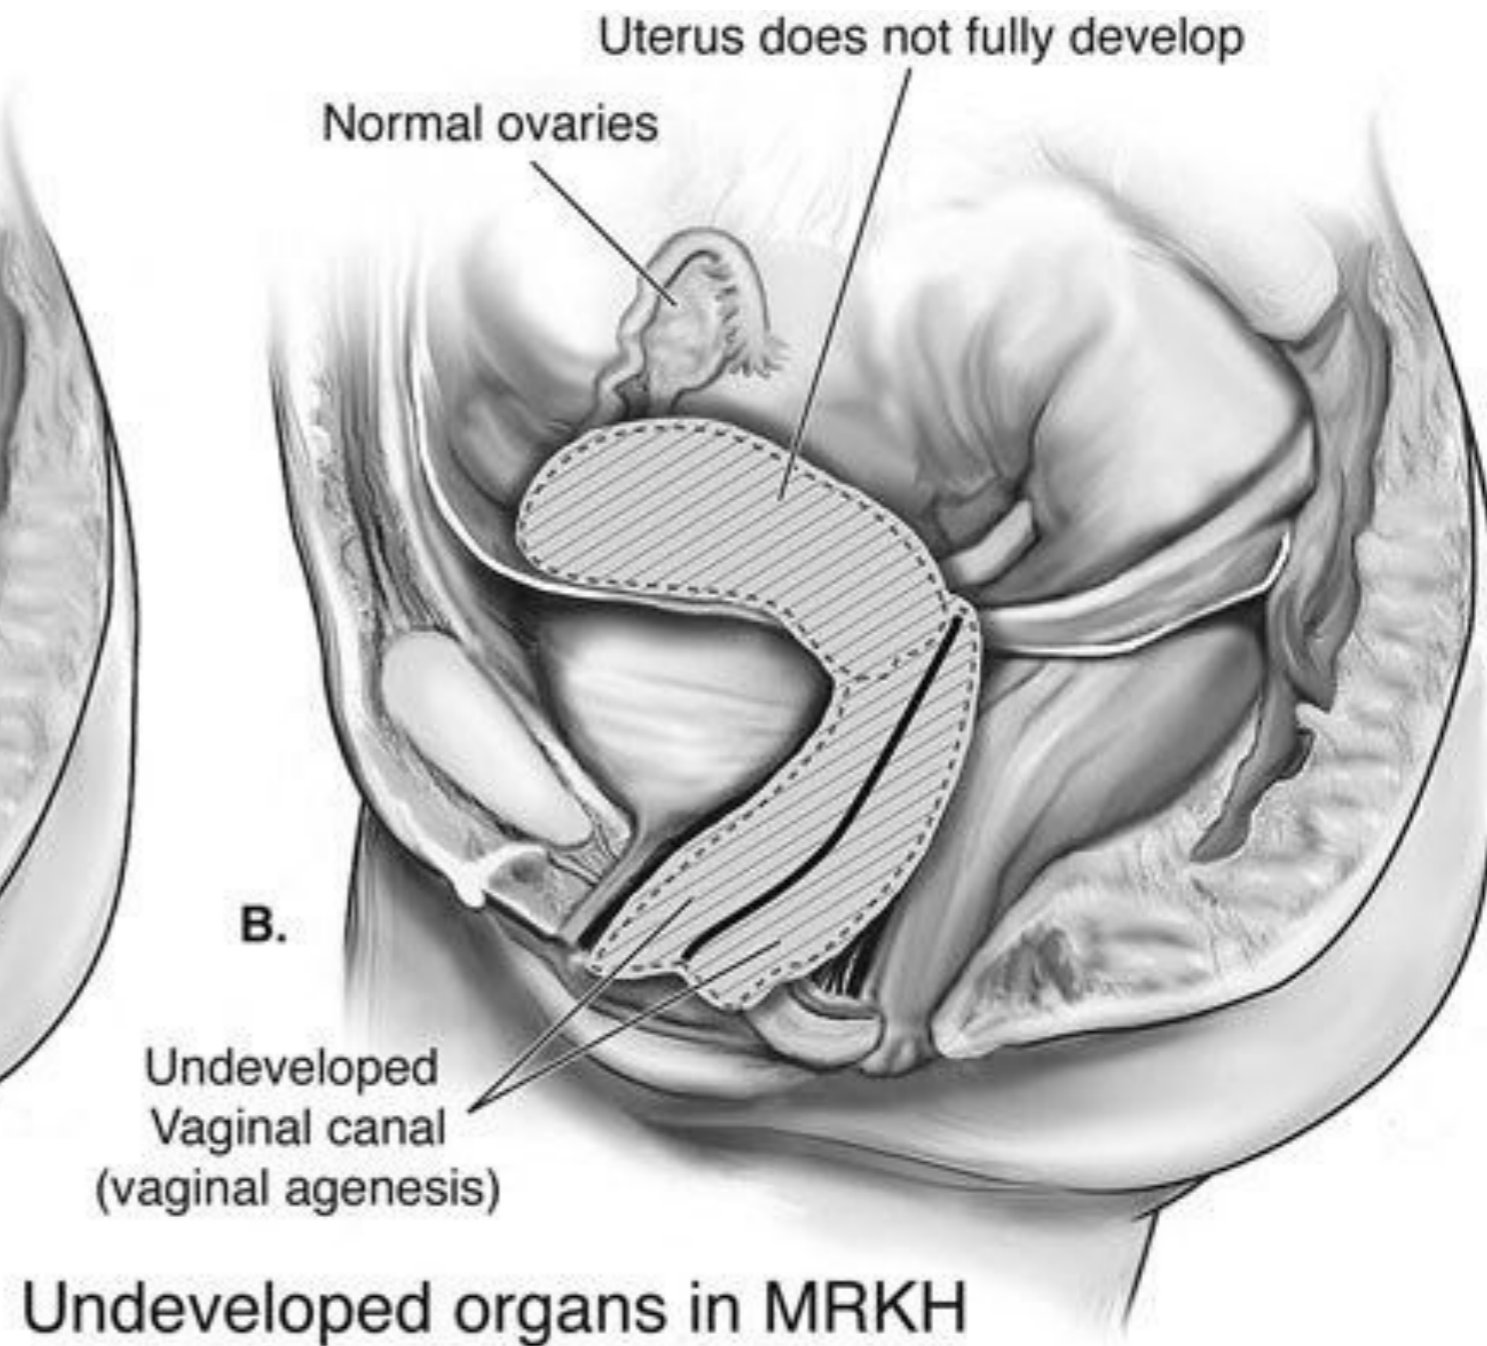 Uterus does not fully develop
Normal ovaries
B.
Undeveloped
Vaginal canal
(vaginal agenesis)
Undeveloped organs in MRKH